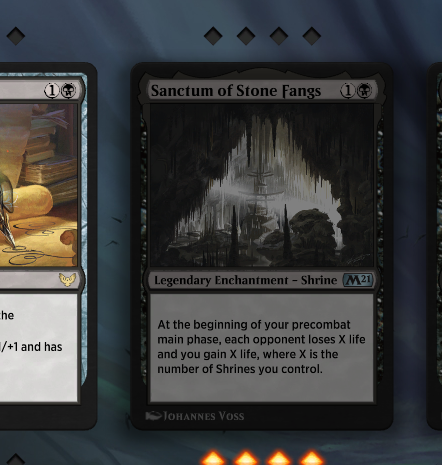 1
Sanctum of Stone Fangs 1
Legendary Enchantment – Shrine M21
the
/+1 and has
At the beginning of your precombat
main phase, each opponent loses X life
and you gain X life, where X is the
number of Shrines you control.
Johannes Voss